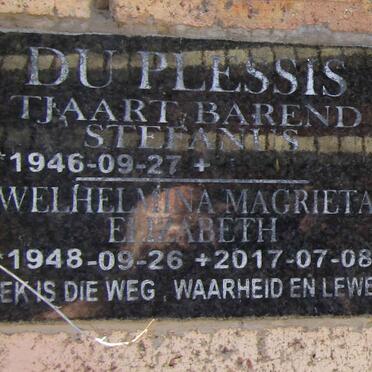 DU PLESSIS
TJAART BAREND
STEFANUS
*1946-09-27 +
WELHELMINA MAGRIETA
ELIZABETH
*1948-09-26 +2017-07-08
EK IS DIE WEG, WAARHEID EN LEWE